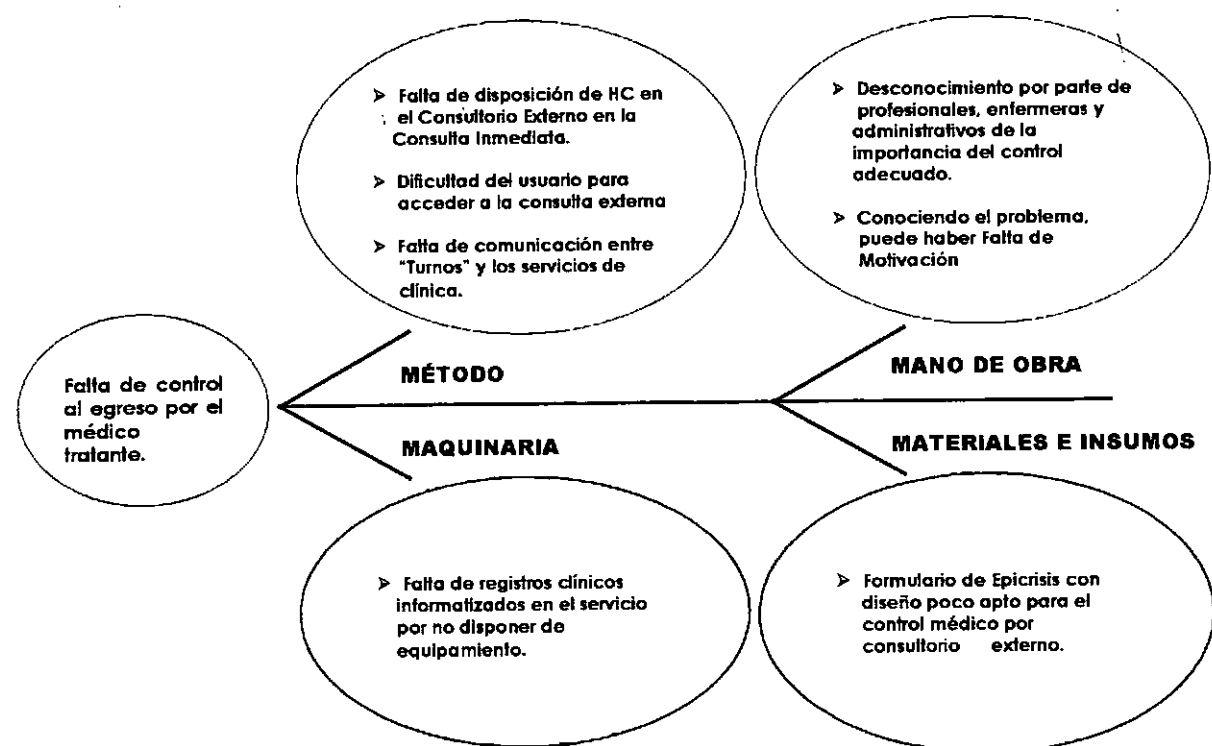 ➤ Falta de disposición de HC en
el Consultorio Externo en la
Consulta Inmediata.
➤ Dificultad del usuario para
acceder a la consulta externa
➤ Falta de comunicación entre
"Turnos" y los servicios de
clínica.
➤ Desconocimiento por parte de
profesionales, enfermeras y
administrativos de la
importancia del control
adecuado.
➤ Conociendo el problema,
puede haber Falta de
Motivación
Falta de control
al egreso por el
médico
tratante.
MÉTODO
MANO DE OBRA
MAQUINARIA
MATERIALES E INSUMOS
➤ Falta de registros clínicos
informatizados en el servicio
por no disponer de
equipamiento.
➤ Formulario de Epicrisis con
diseño poco apto para el
control médico por
consultorio externo.